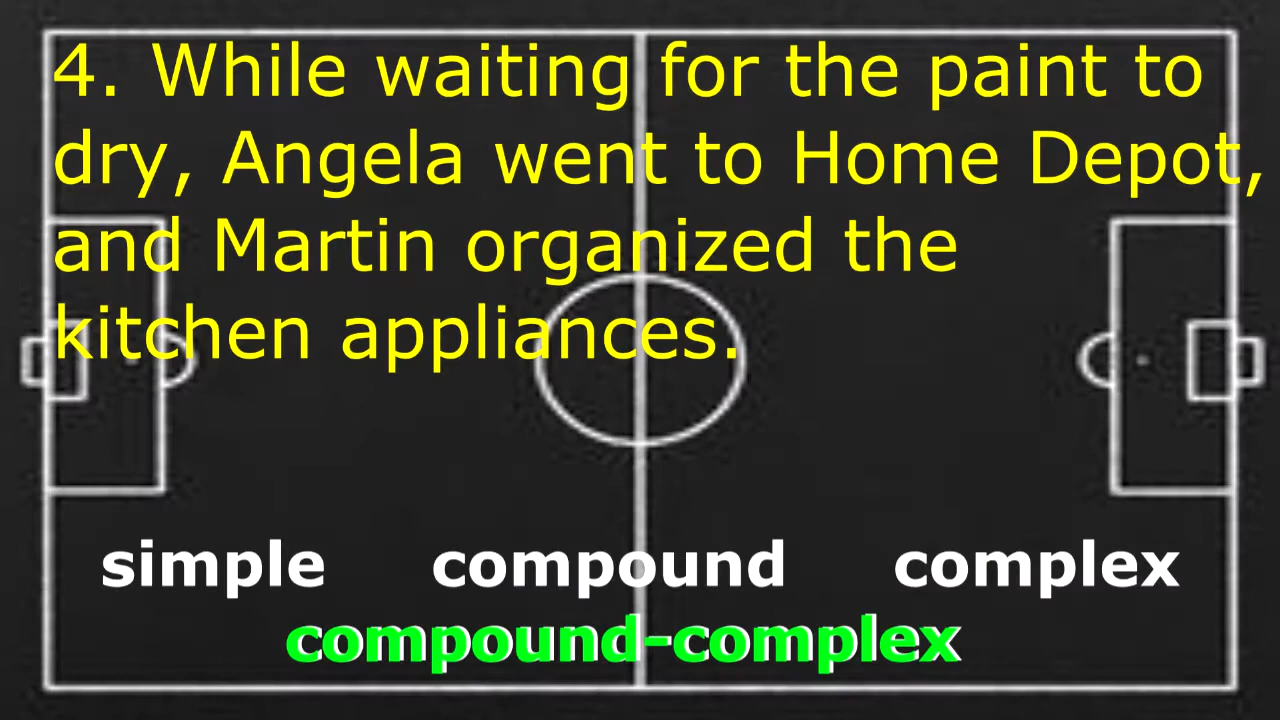 4. While waiting for the paint to
dry, Angela went to Home Depot,
and Martin organized the
kitchen appliances.
simple compound complex
compound-complex